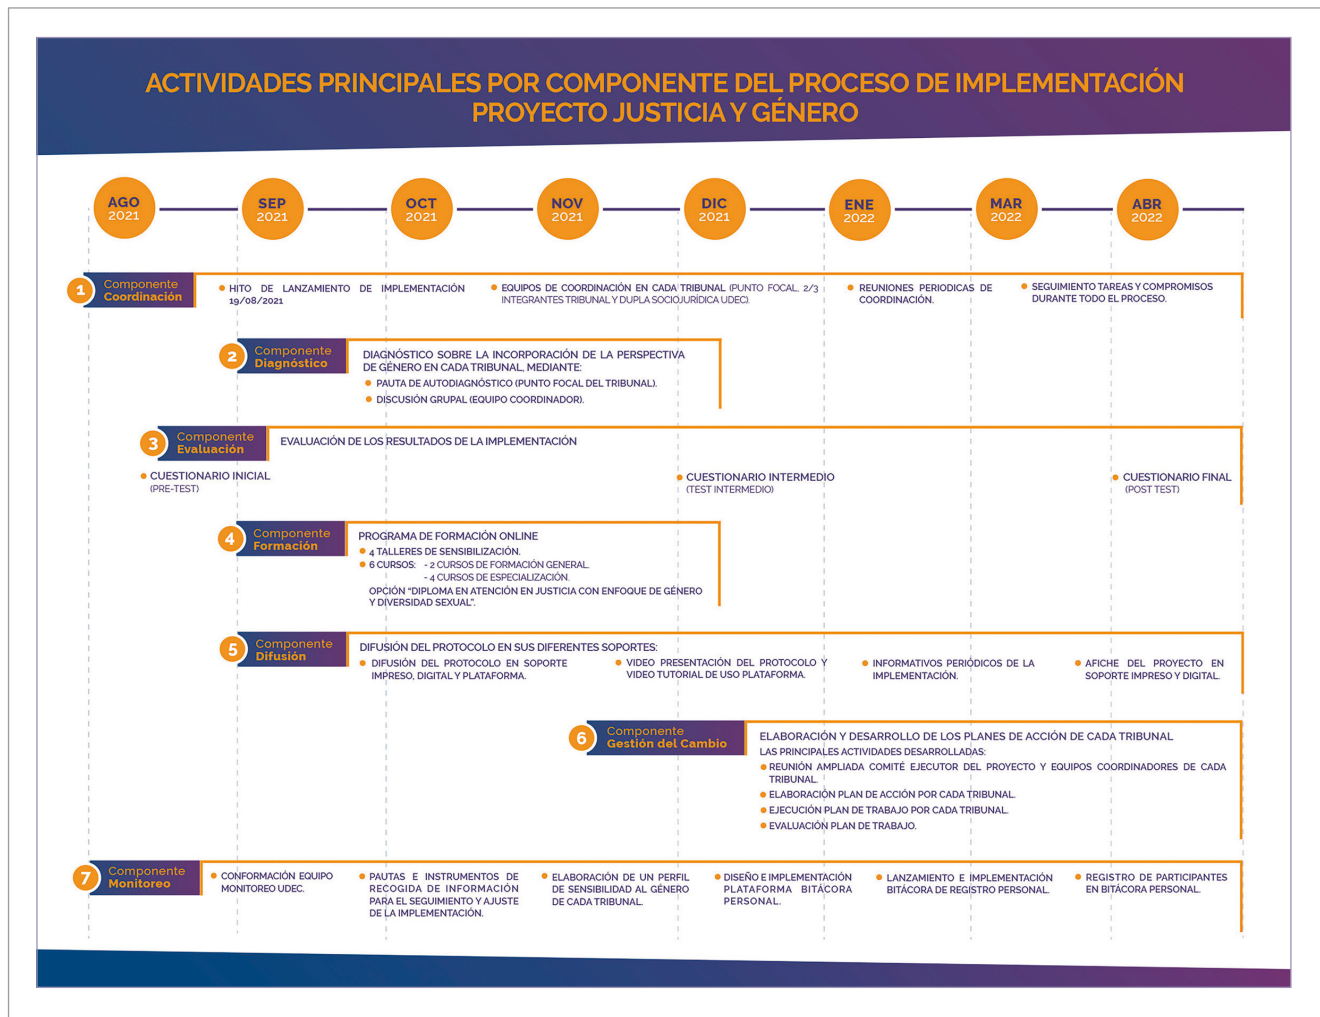 ACTIVIDADES PRINCIPALES POR COMPONENTE DEL PROCESO DE IMPLEMENTACIÓN
PROYECTO JUSTICIA Y GÉNERO
AGO
2021
SEP
2021
OCT
2021
NOV
2021
DIC
2021
ENE
2022
MAR
2022
ABR
2022
1
Componente
Coordinación
HITO DE LANZAMIENTO DE IMPLEMENTACIÓN
19/08/2021
EQUIPOS DE COORDINACIÓN EN CADA TRIBUNAL (PUNTO FOCAL, 2/3
INTEGRANTES TRIBUNAL Y DUPLA SOCIOJURÍDICA UDEC).
REUNIONES PERIODICAS DE
COORDINACIÓN.
SEGUIMIENTO TAREAS Y COMPROMISOS
DURANTE TODO EL PROCESO.
2
Componente
Diagnóstico
DIAGNÓSTICO SOBRE LA INCORPORACIÓN DE LA PERSPECTIVA
DE GÉNERO EN CADA TRIBUNAL, MEDIANTE:
PAUTA DE AUTODIAGNÓSTICO (PUNTO FOCAL DEL TRIBUNAL).
DISCUSIÓN GRUPAL (EQUIPO COORDINADOR).
3
Componente
Evaluación
EVALUACIÓN DE LOS RESULTADOS DE LA IMPLEMENTACIÓN
CUESTIONARIO INICIAL
(PRE-TEST)
CUESTIONARIO INTERMEDIO
(TEST INTERMEDIO)
CUESTIONARIO FINAL
(POST TEST)
4
Componente
Formación
PROGRAMA DE FORMACIÓN ONLINE
4 TALLERES DE SENSIBILIZACIÓN.
6 CURSOS: - 2 CURSOS DE FORMACIÓN GENERAL.
- 4 CURSOS DE ESPECIALIZACIÓN.
OPCIÓN "DIPLOMA EN ATENCIÓN EN JUSTICIA CON ENFOQUE DE GÉNERO
Y DIVERSIDAD SEXUAL".
5
Componente
Difusión
DIFUSIÓN DEL PROTOCOLO EN SUS DIFERENTES SOPORTES:
DIFUSIÓN DEL PROTOCOLO EN SOPORTE
IMPRESO, DIGITAL Y PLATAFORMA.
VIDEO PRESENTACIÓN DEL PROTOCOLO Y
VIDEO TUTORIAL DE USO PLATAFORMA.
INFORMATIVOS PERIÓDICOS DE LA
IMPLEMENTACIÓN.
AFICHE DEL PROYECTO EN
SOPORTE IMPRESO Y DIGITAL.
6
Componente
Gestión del Cambio
ELABORACIÓN Y DESARROLLO DE LOS PLANES DE ACCIÓN DE CADA TRIBUNAL
LAS PRINCIPALES ACTIVIDADES DESARROLLADAS:
REUNIÓN AMPLIADA COMITÉ EJECUTOR DEL PROYECTO Y EQUIPOS COORDINADORES DE CADA
TRIBUNAL.
ELABORACIÓN PLAN DE ACCIÓN POR CADA TRIBUNAL.
EJECUCIÓN PLAN DE TRABAJO POR CADA TRIBUNAL.
EVALUACIÓN PLAN DE TRABAJO.
7
Componente
Monitoreo
CONFORMACIÓN EQUIPO
MONITOREO UDEC.
PAUTAS E INSTRUMENTOS DE
RECOGIDA DE INFORMACIÓN
PARA EL SEGUIMIENTO Y AJUSTE
DE LA IMPLEMENTACIÓN.
ELABORACIÓN DE UN PERFIL
DE SENSIBILIDAD AL GÉNERO
DE CADA TRIBUNAL.
DISEÑO E IMPLEMENTACIÓN
PLATAFORMA BITÁCORA
PERSONAL.
LANZAMIENTO E IMPLEMENTACIÓN
BITÁCORA DE REGISTRO PERSONAL.
REGISTRO DE PARTICIPANTES
EN BITÁCORA PERSONAL.